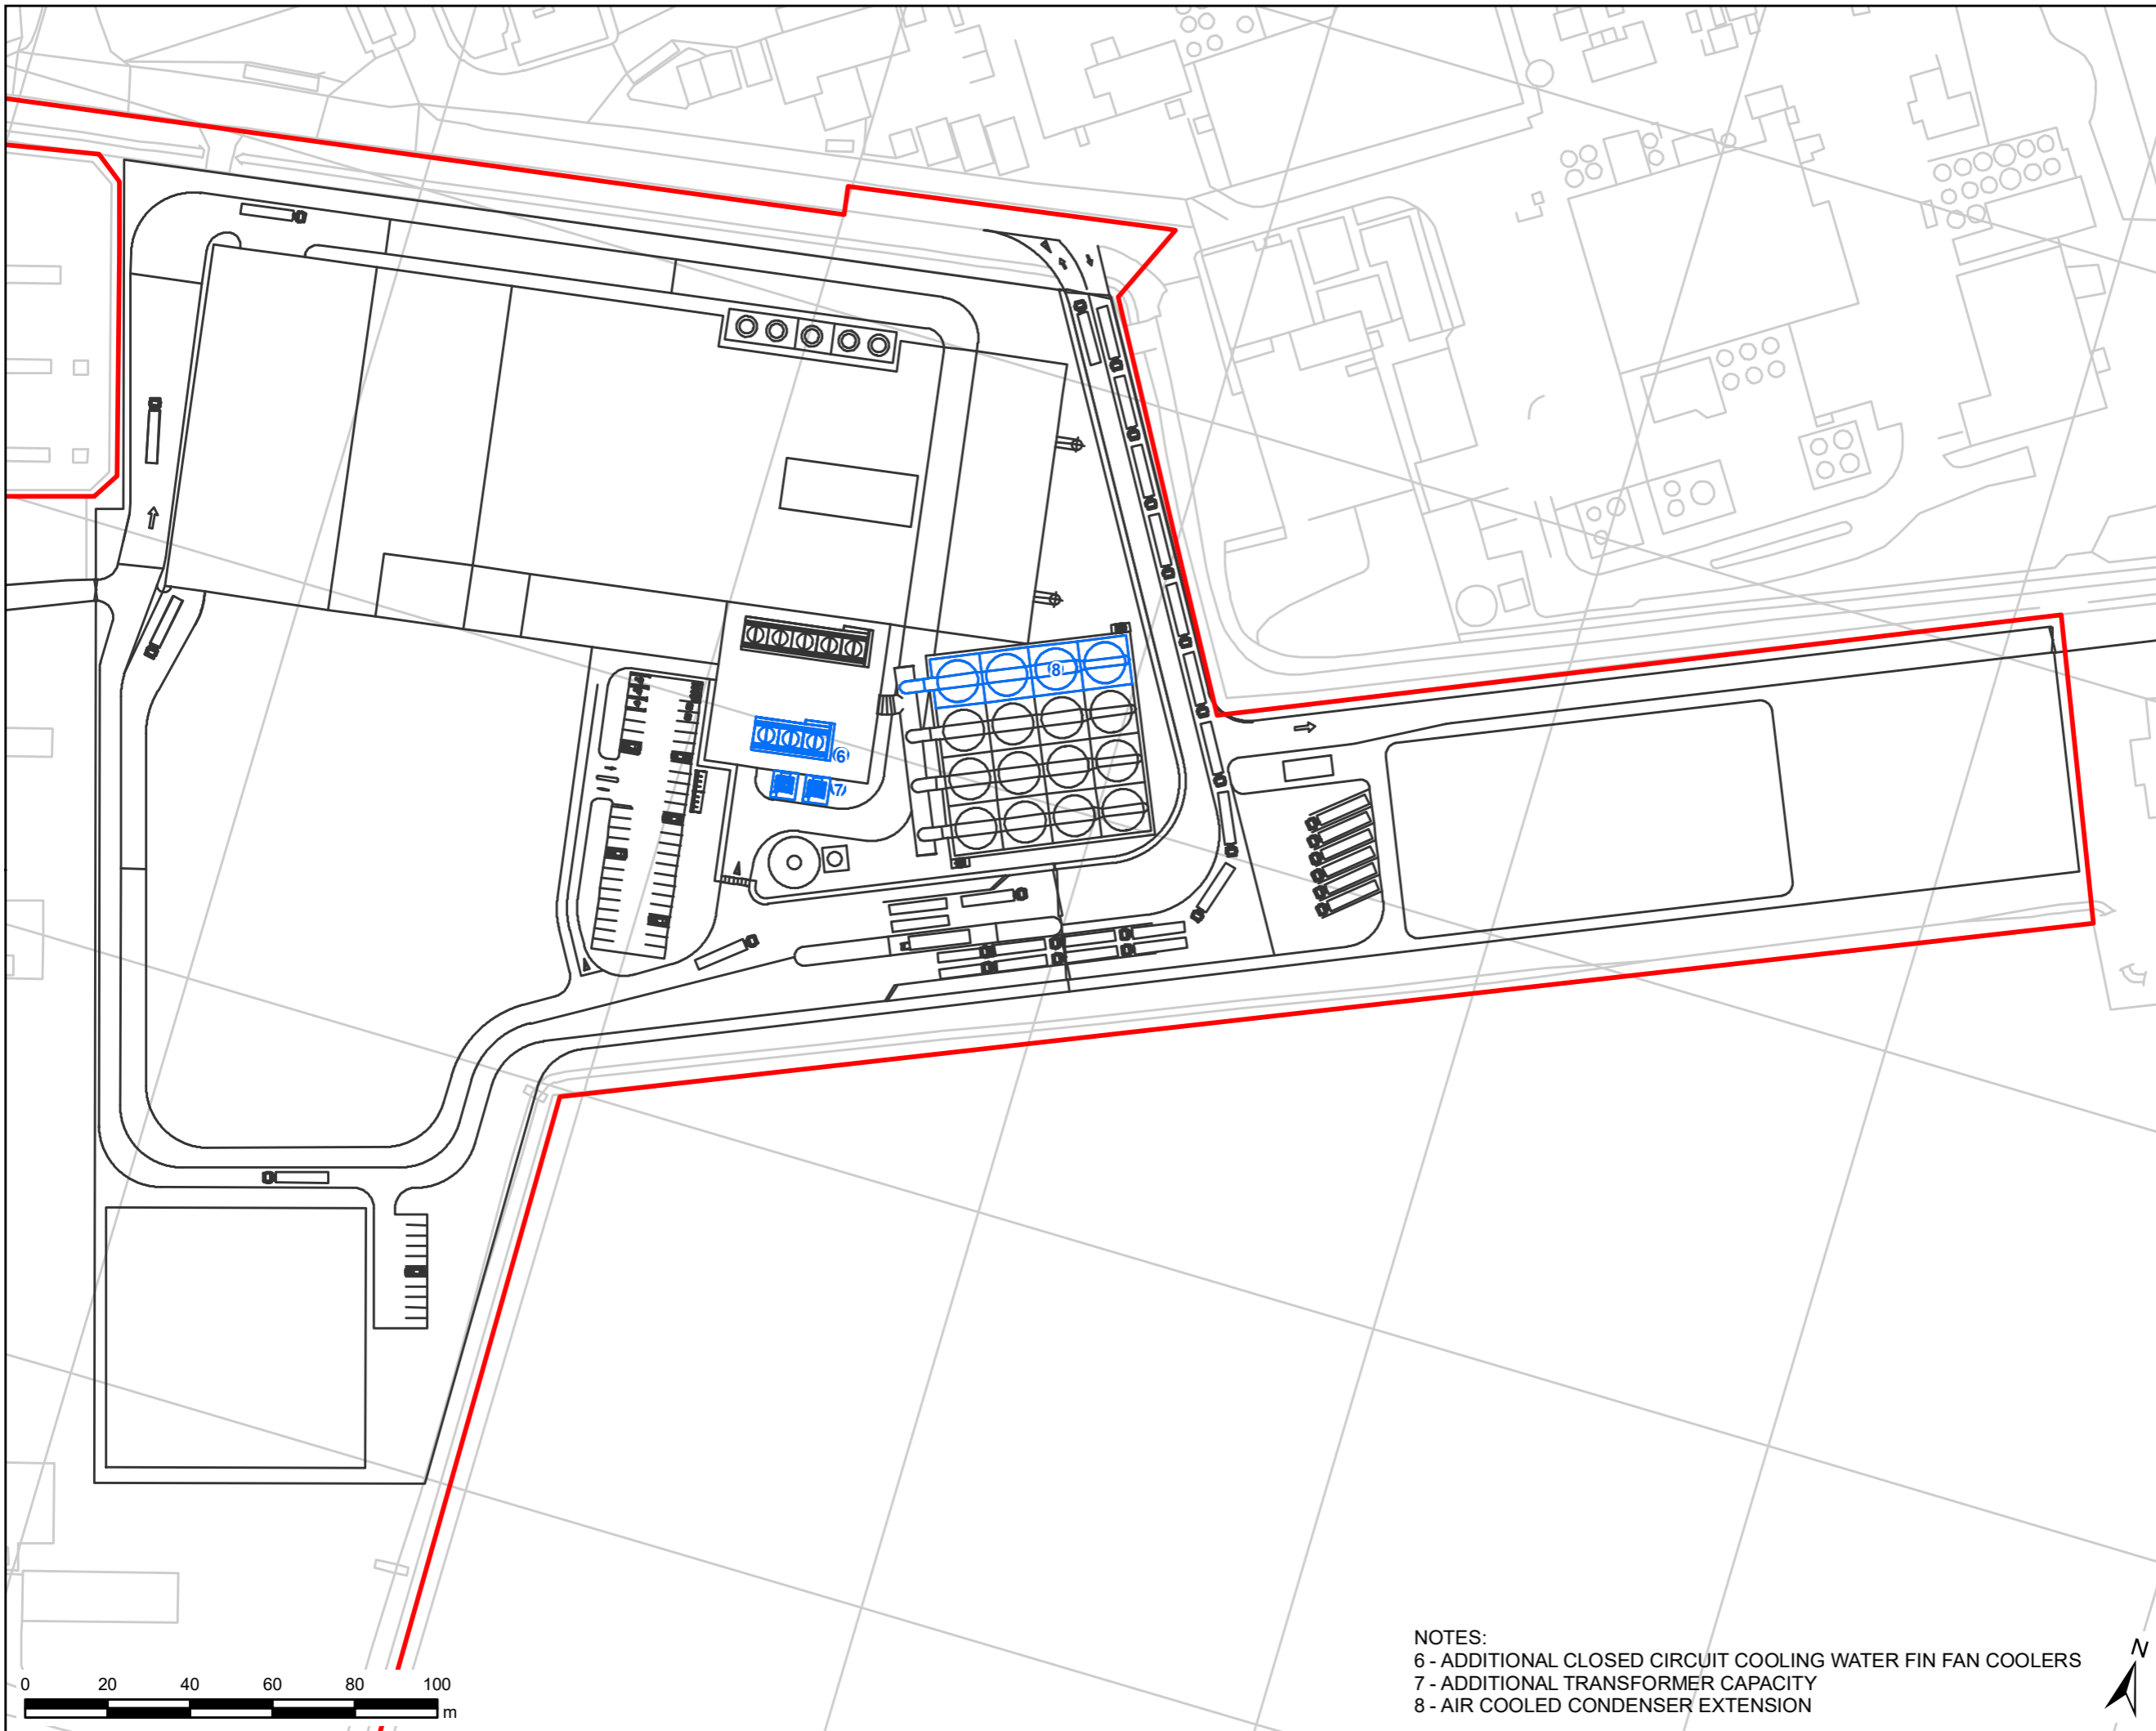 8
6
7
NOTES:
6 - ADDITIONAL CLOSED CIRCUIT COOLING WATER FIN FAN COOLERS
7 - ADDITIONAL TRANSFORMER CAPACITY
8 - AIR COOLED CONDENSER EXTENSION
N
0 20 40 60 80 100
m